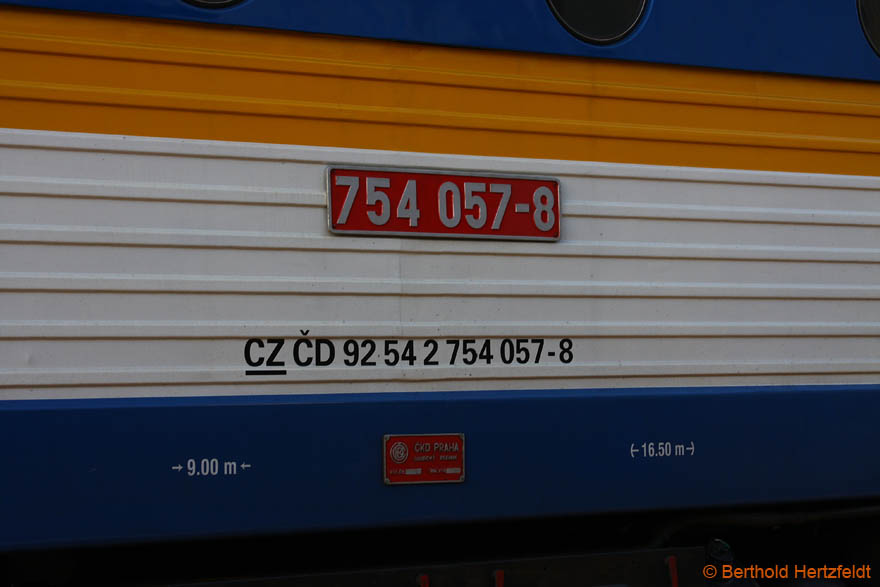 754 057-8
CZ ČD 92 54 2 754 057-8
→9.00 m←
ČKD PRAHA
(-16.50 m-)
© Berthold Hertzfeldt